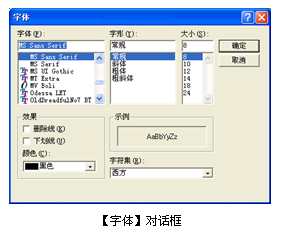 字体
字体(F):
字形(Y):
大小(S):
MS Sans Serif
常规
8
确定
取消
MS Sans Serif
MS Serif
MS UI Gothic
MT Extra
MV Boli
Odessa LET
OldDreadfulNo7 BT
常规
斜体
粗体
粗斜体
8
10
12
14
18
24
效果
删除线(K)
下划线(U)
颜色(C):
黑色
示例
AaBbYyZz
字符集(R):
西方
【字体】对话框